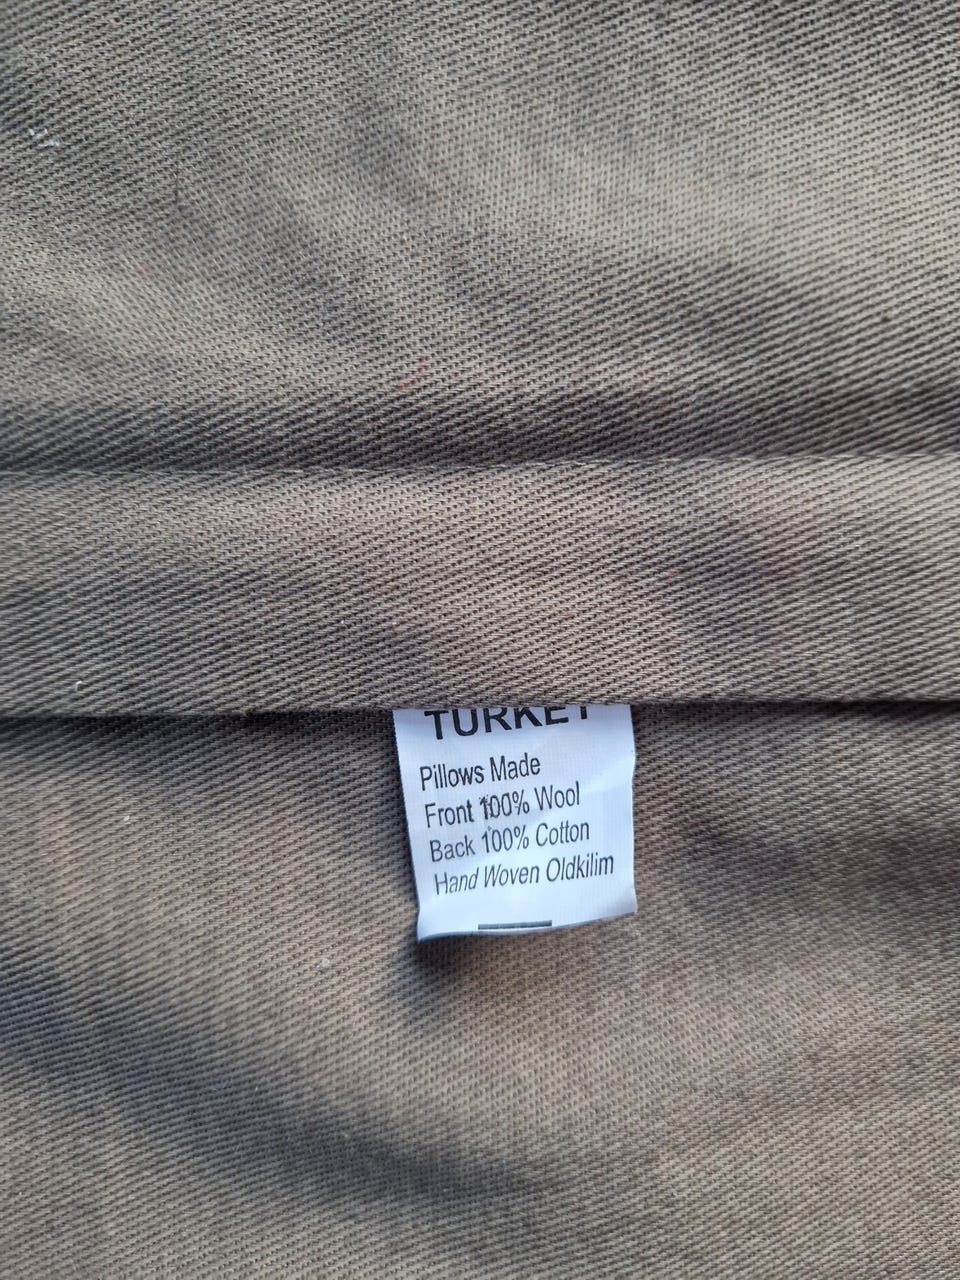 TURKEY
Pillows Made
Front 100% Wool
Back 100% Cotton
Hand Woven Oldkilim